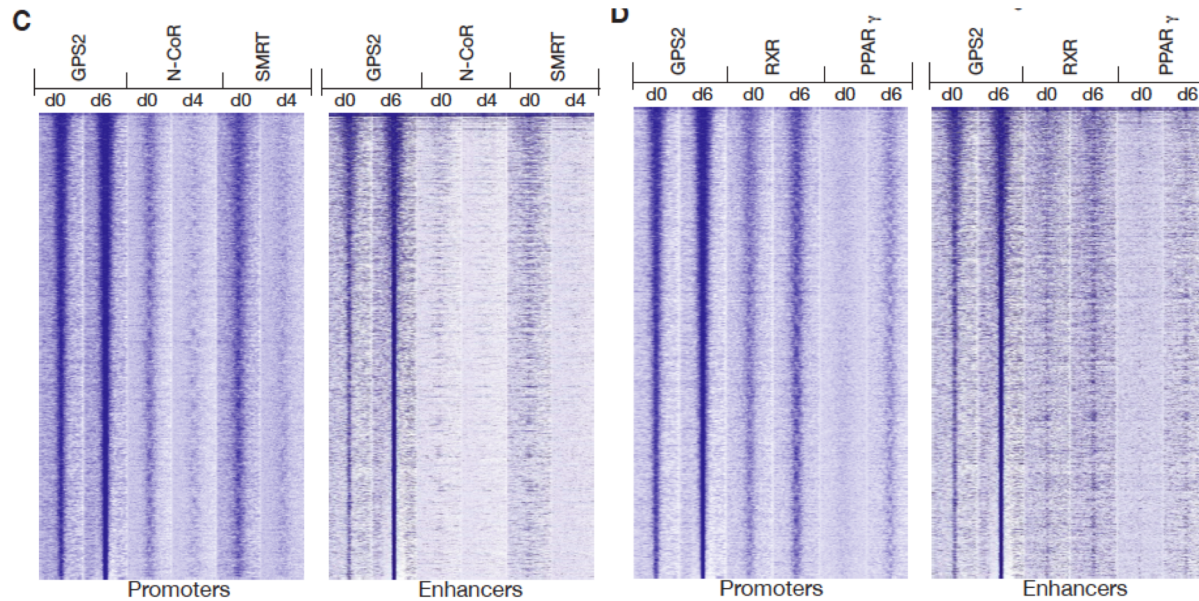 C
GPS2 N-CoR SMRT GPS2 N-CoR SMRT
d0 d6 d0 d4 d0 d4 d0 d6 d0 d4 d0 d4
Promoters Enhancers
D
GPS2 RXR PPAR γ GPS2 RXR PPAR γ
d0 d6 d0 d6 d0 d6 d0 d6 d0 d6 d0 d6
Promoters Enhancers